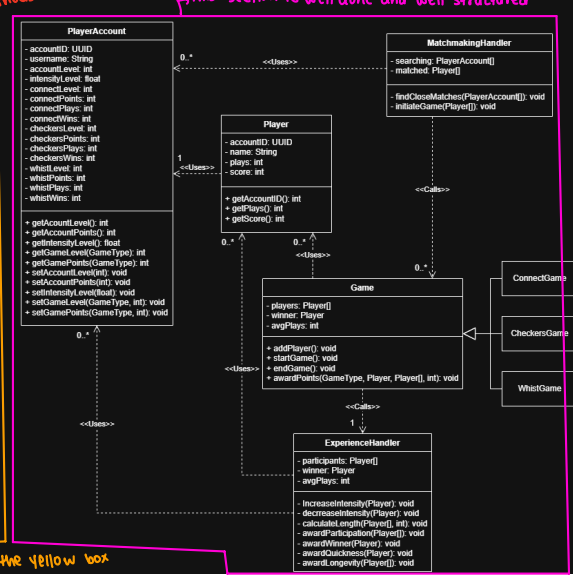 is well done and well structured
PlayerAccount
- accountID: UUID
- username: String
- accountLevel: int
- intensityLevel: float
- connectLevel: int
- connectPoints: int
- connectPlays: int
- connectWins: int
- checkersLevel: int
- checkersPoints: int
- checkersPlays: int
- checkersWins: int
- whistLevel: int
- whistPoints: int
- whistPlays: int
- whistWins: int
+ getAcountLevel(): int
+ getAccountPoints(): int
+ getIntensityLevel(): float
+ getGameLevel(GameType): int
+ getGamePoints(GameType): int
+ setAccountLevel(int): void
+ setAccountPoints(int): void
+ setIntensityLevel(float): void
+ setGameLevel(GameType, int): void
+ setGamePoints(GameType, int): void
0..*
<<Uses>>
MatchmakingHandler
- searching: PlayerAccount[]
- matched: Player[]
- findCloseMatches(PlayerAccount[]): void
- initiateGame(Player[]): void
Player
- accountID: UUID
- name: String
- plays: int
- score: int
+ getAccountID(): int
+ getPlays(): int
+ getScore(): int
1
<<Uses>>
<<Calls>>
0..*
0..*
0..*
<<Uses>>
0..*
Game
- players: Player[]
- winner: Player
- avgPlays: int
+ addPlayer(): void
+ startGame(): void
+ endGame(): void
+ awardPoints(GameType, Player, Player[], int): void
ConnectGame
CheckersGame
WhistGame
<<Uses>>
<<Calls>>
1
<<Uses>>
ExperienceHandler
- participants: Player[]
- winner: Player
- avgPlays: int
- IncreaseIntensity(Player): void
- decrreaseIntensity(Player): void
- calculateLength(Player[], int): void
- awardParticipation(Player[]): void
- awardWinner(Player): void
- awardQuickness(Player): void
- awardLongevity(Player[]): void
the yellow box